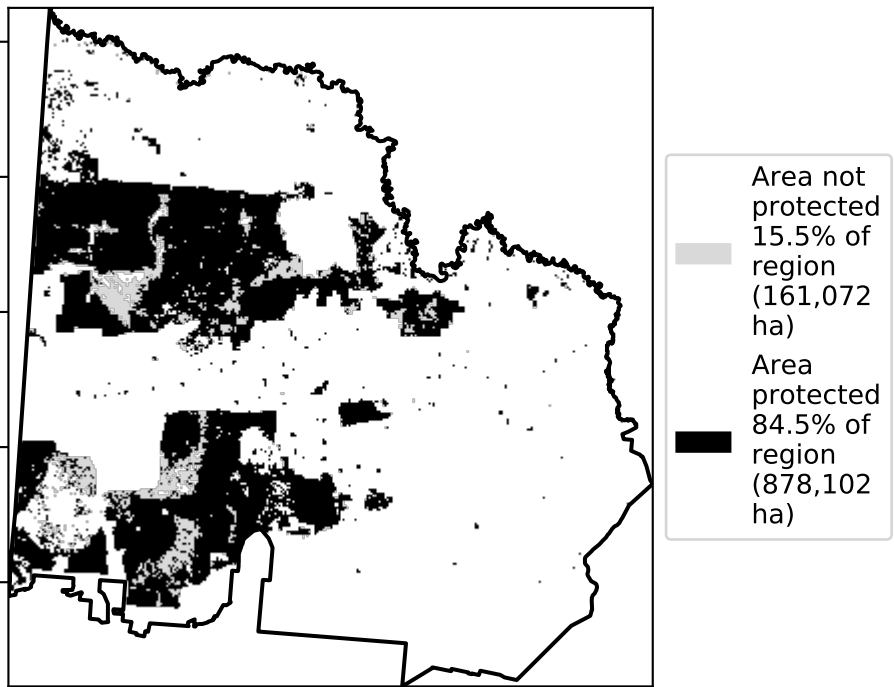 Area not
protected
15.5% of
region
(161,072
ha)
Area
protected
84.5% of
region
(878,102
ha)